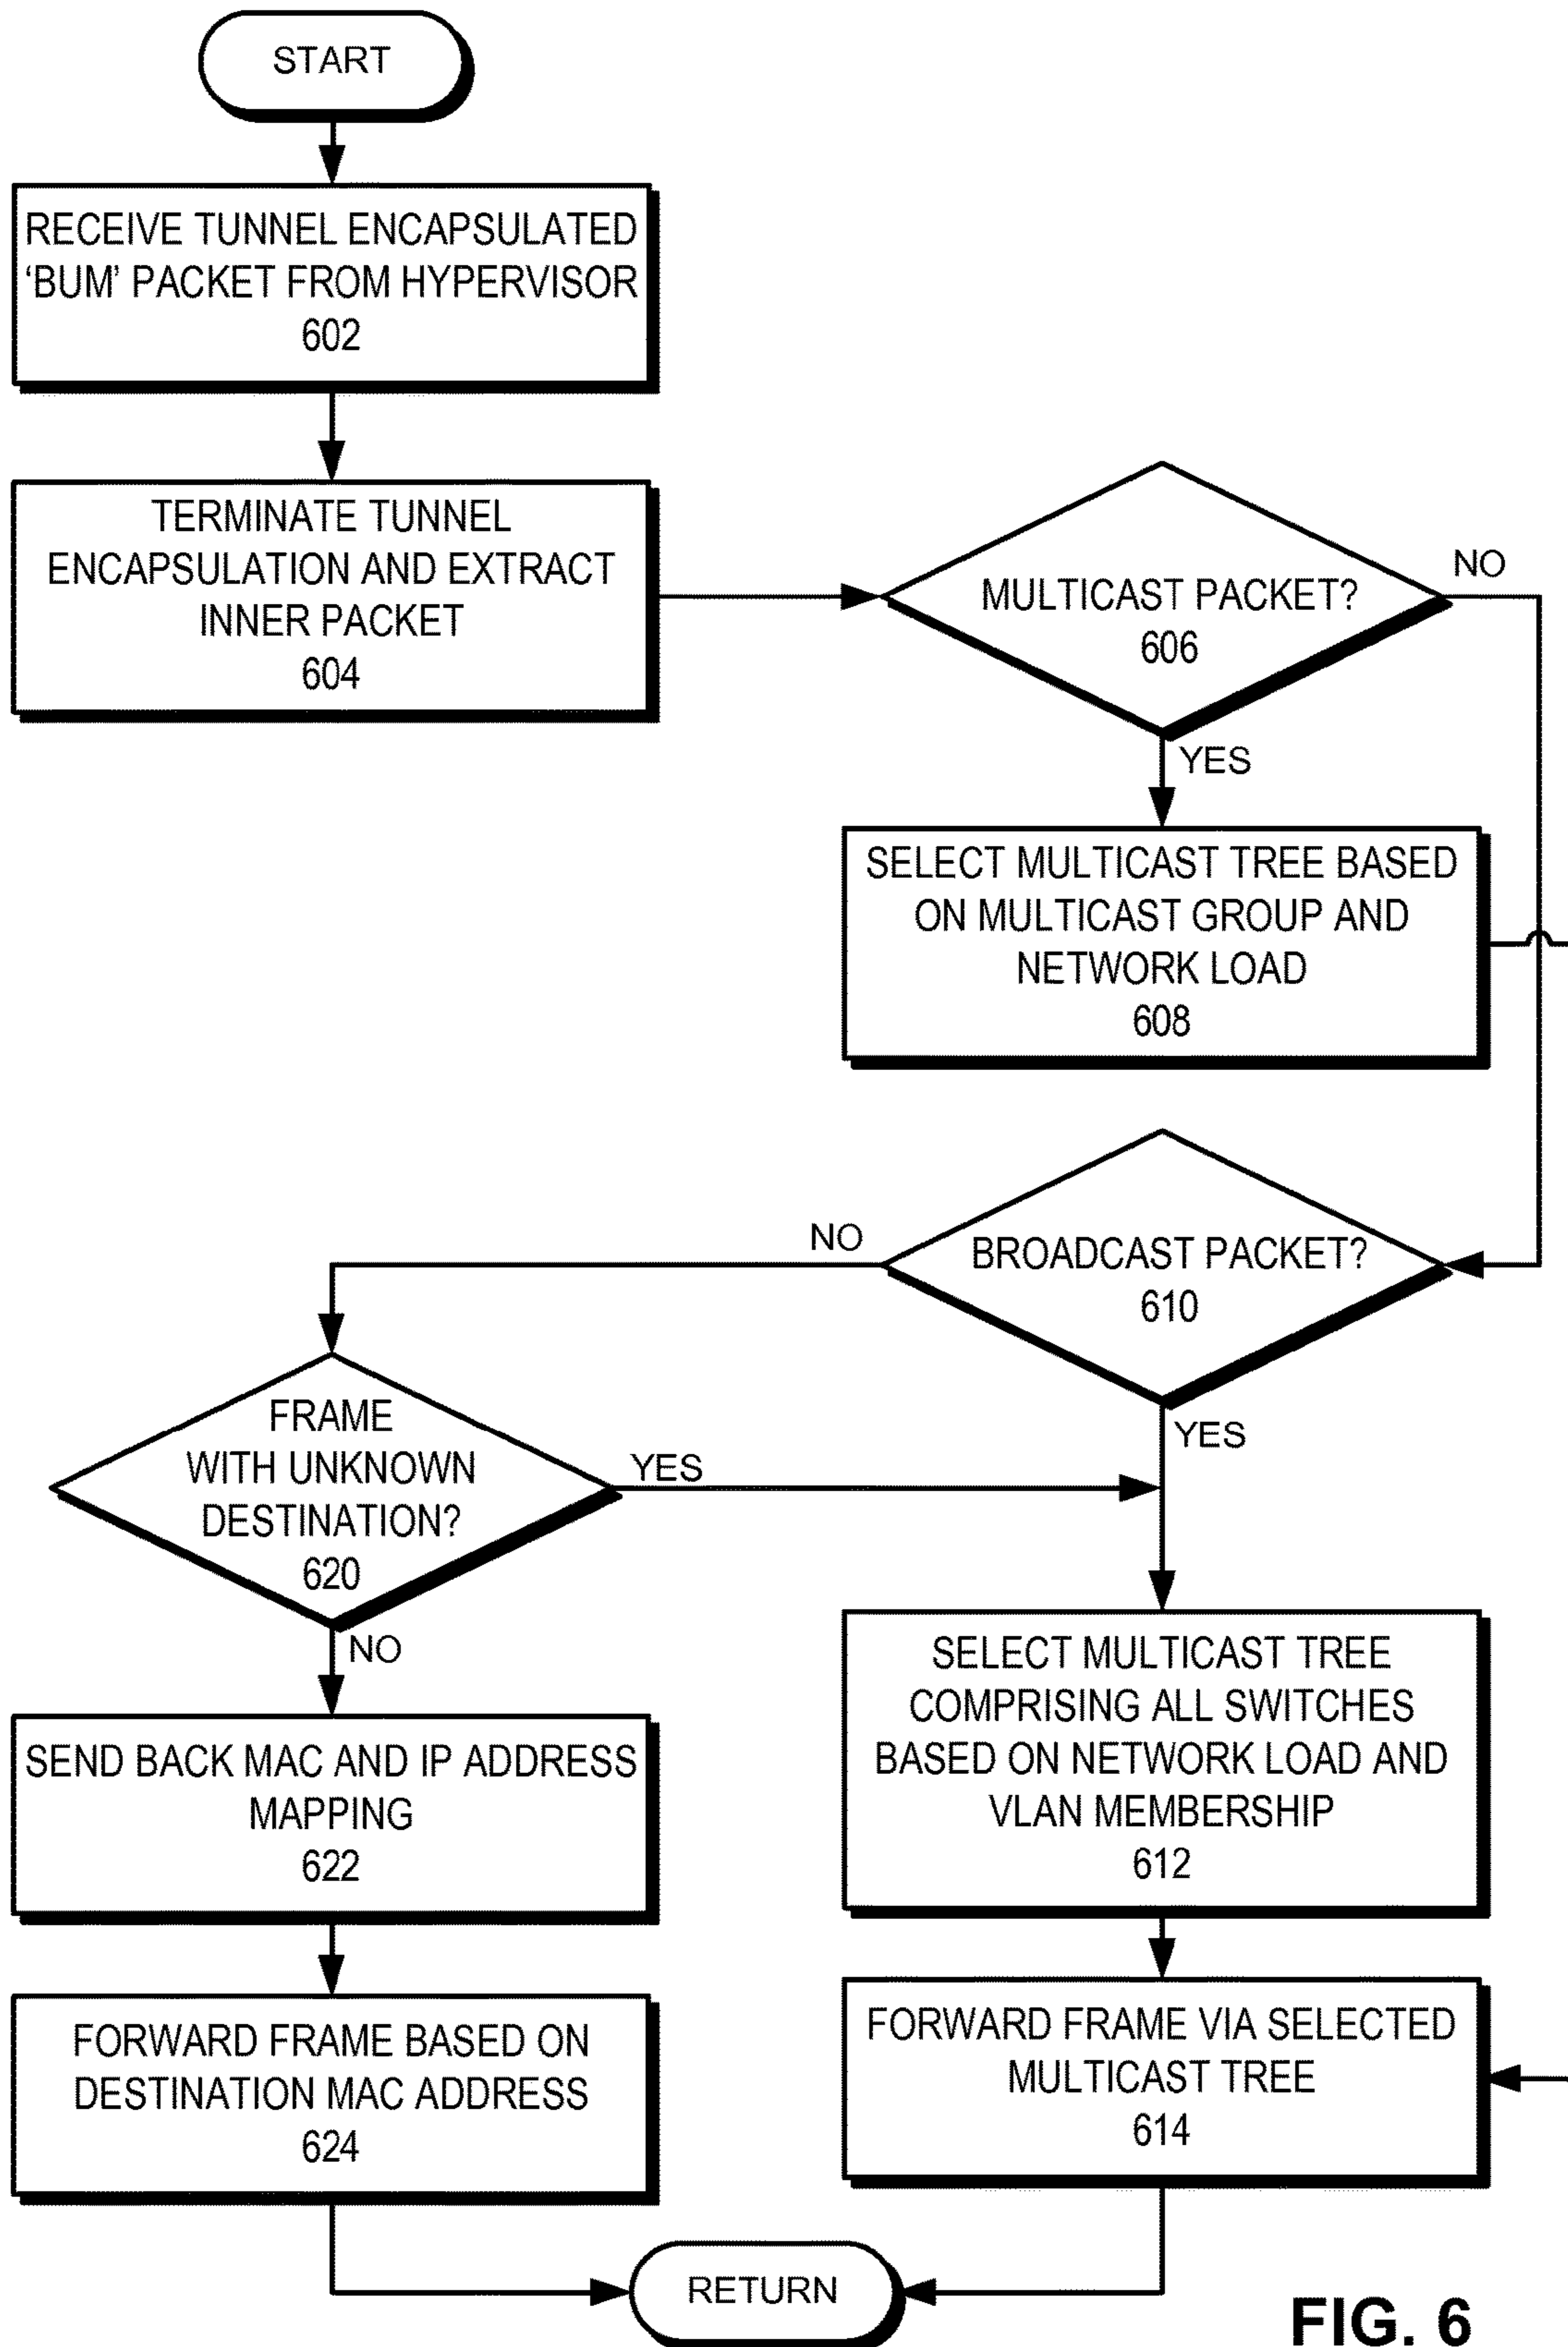 START
RECEIVE TUNNEL ENCAPSULATED
‘BUM’ PACKET FROM HYPERVISOR
602
TERMINATE TUNNEL
ENCAPSULATION AND EXTRACT
INNER PACKET
604
MULTICAST PACKET?
606
NO
YES
SELECT MULTICAST TREE BASED
ON MULTICAST GROUP AND
NETWORK LOAD
608
BROADCAST PACKET?
610
NO
YES
FRAME
WITH UNKNOWN
DESTINATION?
620
YES
NO
SELECT MULTICAST TREE
COMPRISING ALL SWITCHES
BASED ON NETWORK LOAD AND
VLAN MEMBERSHIP
612
SEND BACK MAC AND IP ADDRESS
MAPPING
622
FORWARD FRAME BASED ON
DESTINATION MAC ADDRESS
624
FORWARD FRAME VIA SELECTED
MULTICAST TREE
614
RETURN
FIG. 6